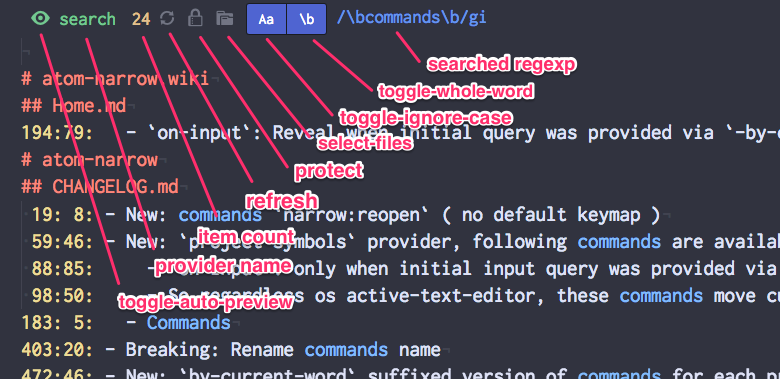 search 24 Aa \b /\bcommands\b/gi
searched regexp
# atom-narrow wiki
toggle-whole-word
## Home.md
toggle-ignore-case
194:79: - `on-input`: Reveal when initial query was provided via `-by-c
select-files
# atom-narrow
protect
## CHANGELOG.md
refresh
19: 8: - New: commands `narrow:reopen` ( no default keymap )
item count
59:46: - New: `project-symbols` provider, following commands are availa
provider name
88:85: - only when initial input query was provided via
toggle-auto-preview
98:50: So regardless os active-text-editor, these commands move cu
183: 5: - Commands
403:20: - Breaking: Rename commands name
472:46: - New: `by-current-word` suffixed version of commands for each p